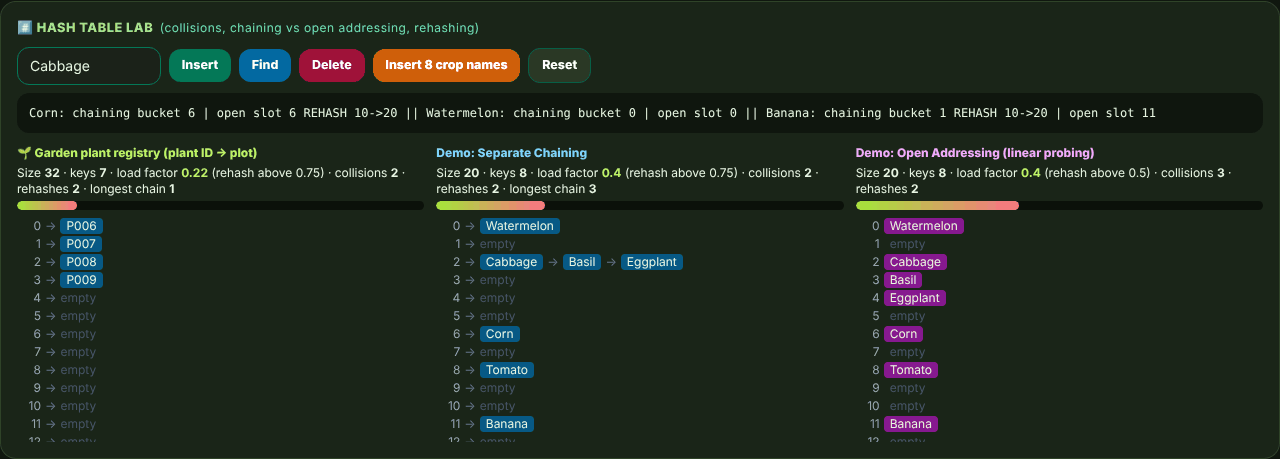 #️⃣ HASH TABLE LAB (collisions, chaining vs open addressing, rehashing)
Cabbage Insert Find Delete Insert 8 crop names Reset
Corn: chaining bucket 6 | open slot 6 REHASH 10->20 || Watermelon: chaining bucket 0 | open slot 0 || Banana: chaining bucket 1 REHASH 10->20 | open slot 11
🌱 Garden plant registry (plant ID → plot)
Size 32 · keys 7 · load factor 0.22 (rehash above 0.75) · collisions 2 ·
rehashes 2 · longest chain 1
0 → P006
1 → P007
2 → P008
3 → P009
4 → empty
5 → empty
6 → empty
7 → empty
8 → empty
9 → empty
10 → empty
11 → empty
12 → empty
Demo: Separate Chaining
Size 20 · keys 8 · load factor 0.4 (rehash above 0.75) · collisions 2 ·
rehashes 2 · longest chain 3
0 → Watermelon
1 → empty
2 → Cabbage → Basil → Eggplant
3 → empty
4 → empty
5 → empty
6 → Corn
7 → empty
8 → Tomato
9 → empty
10 → empty
11 → Banana
12 → empty
Demo: Open Addressing (linear probing)
Size 20 · keys 8 · load factor 0.4 (rehash above 0.5) · collisions 3 ·
rehashes 2
0 Watermelon
1 empty
2 Cabbage
3 Basil
4 Eggplant
5 empty
6 Corn
7 empty
8 Tomato
9 empty
10 empty
11 Banana
12 empty